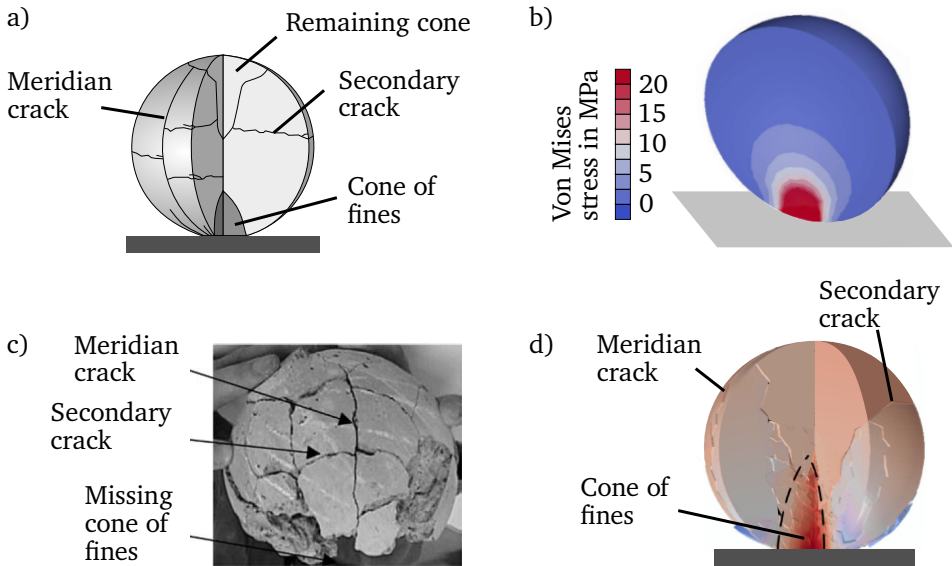 a)
Remaining cone
Meridian
crack
Secondary
crack
Cone of
fines
b)
Von Mises
stress in MPa
20
15
10
5
0
c)
Meridian
crack
Secondary
crack
Missing
cone of
fines
d)
Secondary
crack
Meridian
crack
Cone of
fines